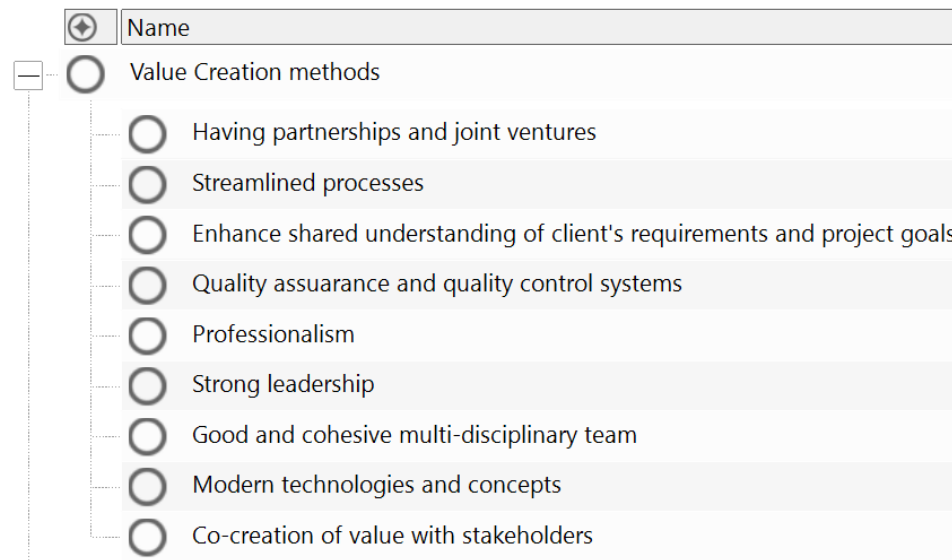 Name
Value Creation methods
Having partnerships and joint ventures
Streamlined processes
Enhance shared understanding of client's requirements and project goals
Quality assuarance and quality control systems
Professionalism
Strong leadership
Good and cohesive multi-disciplinary team
Modern technologies and concepts
Co-creation of value with stakeholders